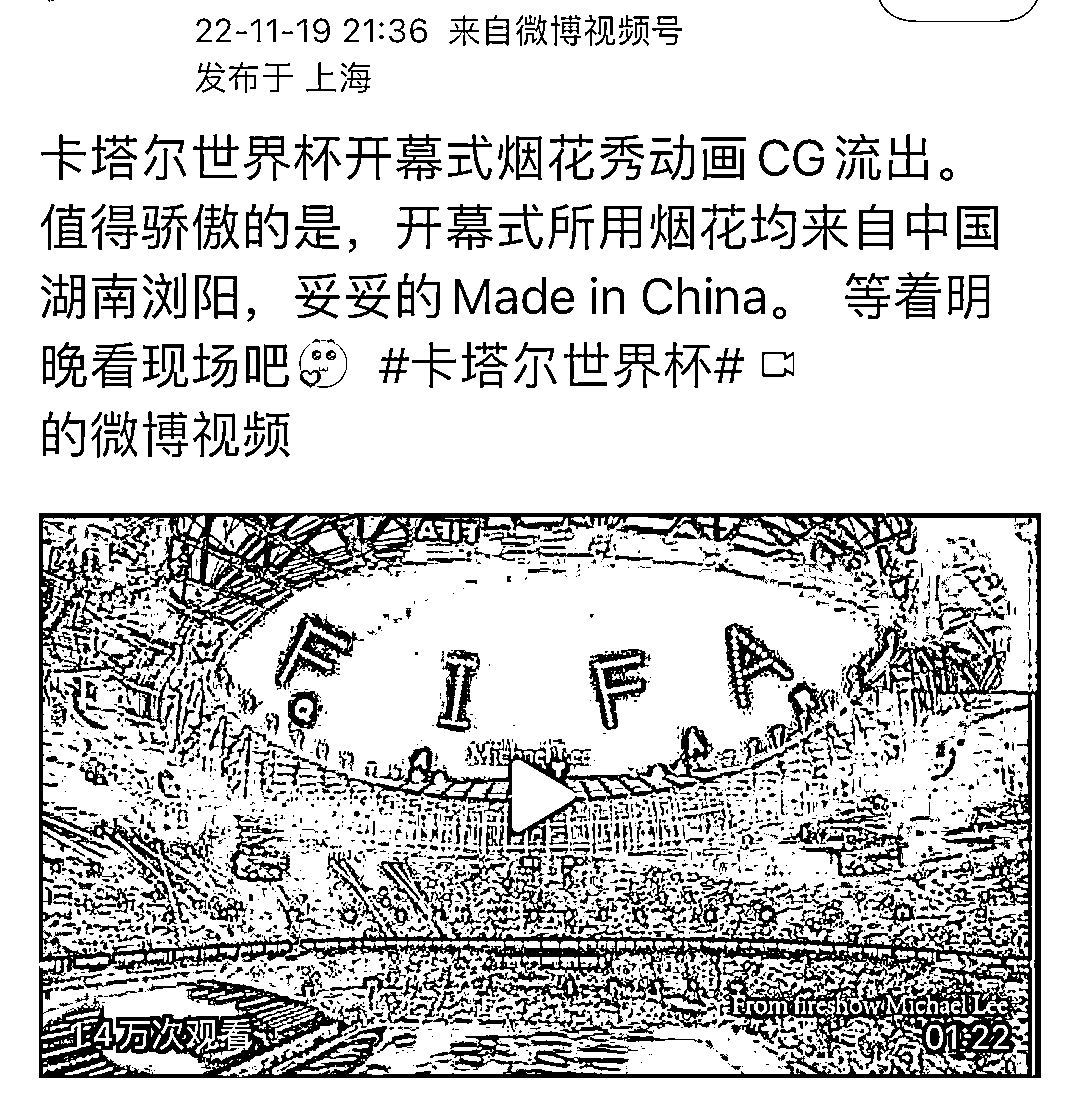 22-11-19 21:36 来自微博视频号
发布于 上海
卡塔尔世界杯开幕式烟花秀动画CG流出。
值得骄傲的是，开幕式所用烟花均来自中国
湖南浏阳，妥妥的Made in China。 等着明
晚看现场吧 #卡塔尔世界杯#
的微博视频
F I F A
Michael Lee
From fireshow Michael Lee
1.4万次观看
01:22